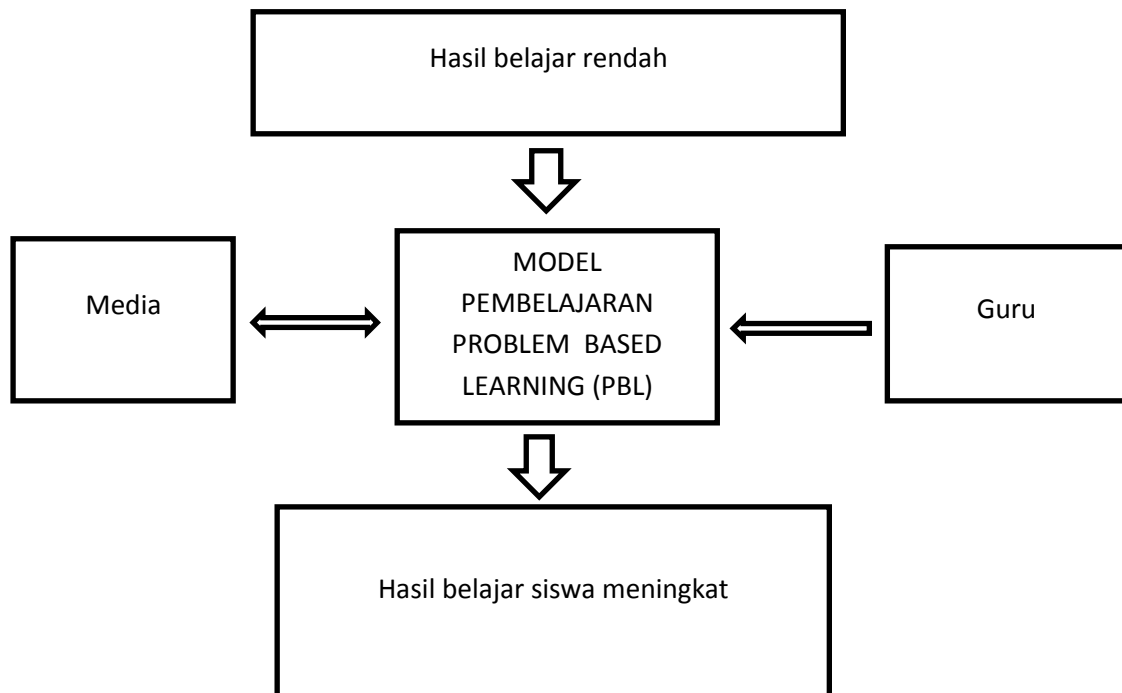 Hasil belajar rendah
Media
MODEL
PEMBELAJARAN
PROBLEM BASED
LEARNING (PBL)
Guru
Hasil belajar siswa meningkat